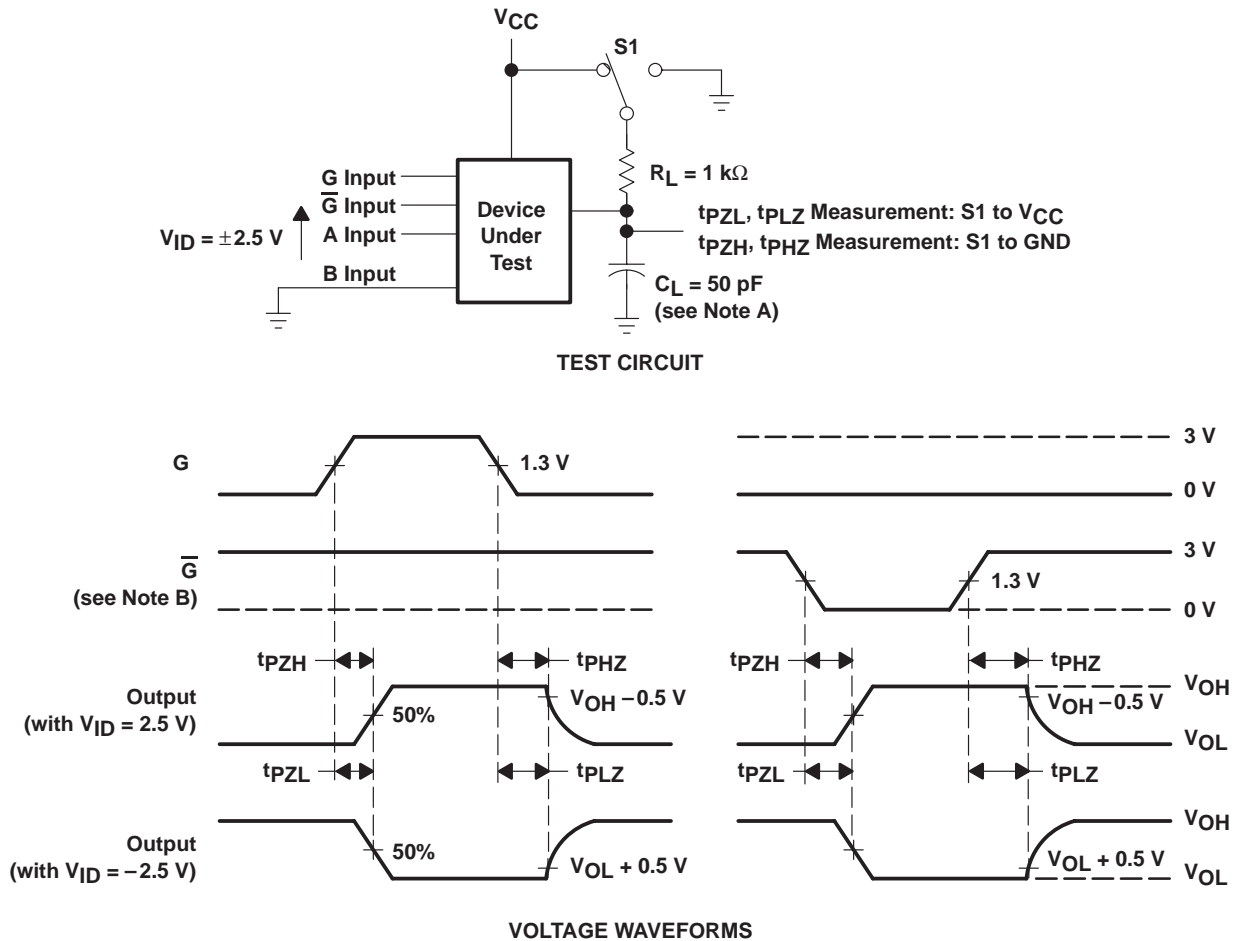 VCC
S1
G Input
G̅ Input
A Input
B Input
VID = ±2.5 V
Device
Under
Test
RL = 1 kΩ
tPZL, tPLZ Measurement: S1 to VCC
tPZH, tPHZ Measurement: S1 to GND
CL = 50 pF
(see Note A)
TEST CIRCUIT
G
1.3 V
3 V
0 V
G̅
(see Note B)
1.3 V
3 V
0 V
tPZH
tPHZ
tPZH
tPHZ
Output
(with VID = 2.5 V)
50%
VOH −0.5 V
VOH −0.5 V
VOH
VOL
tPZL
tPLZ
tPZL
tPLZ
Output
(with VID = −2.5 V)
50%
VOL + 0.5 V
VOL + 0.5 V
VOH
VOL
VOLTAGE WAVEFORMS